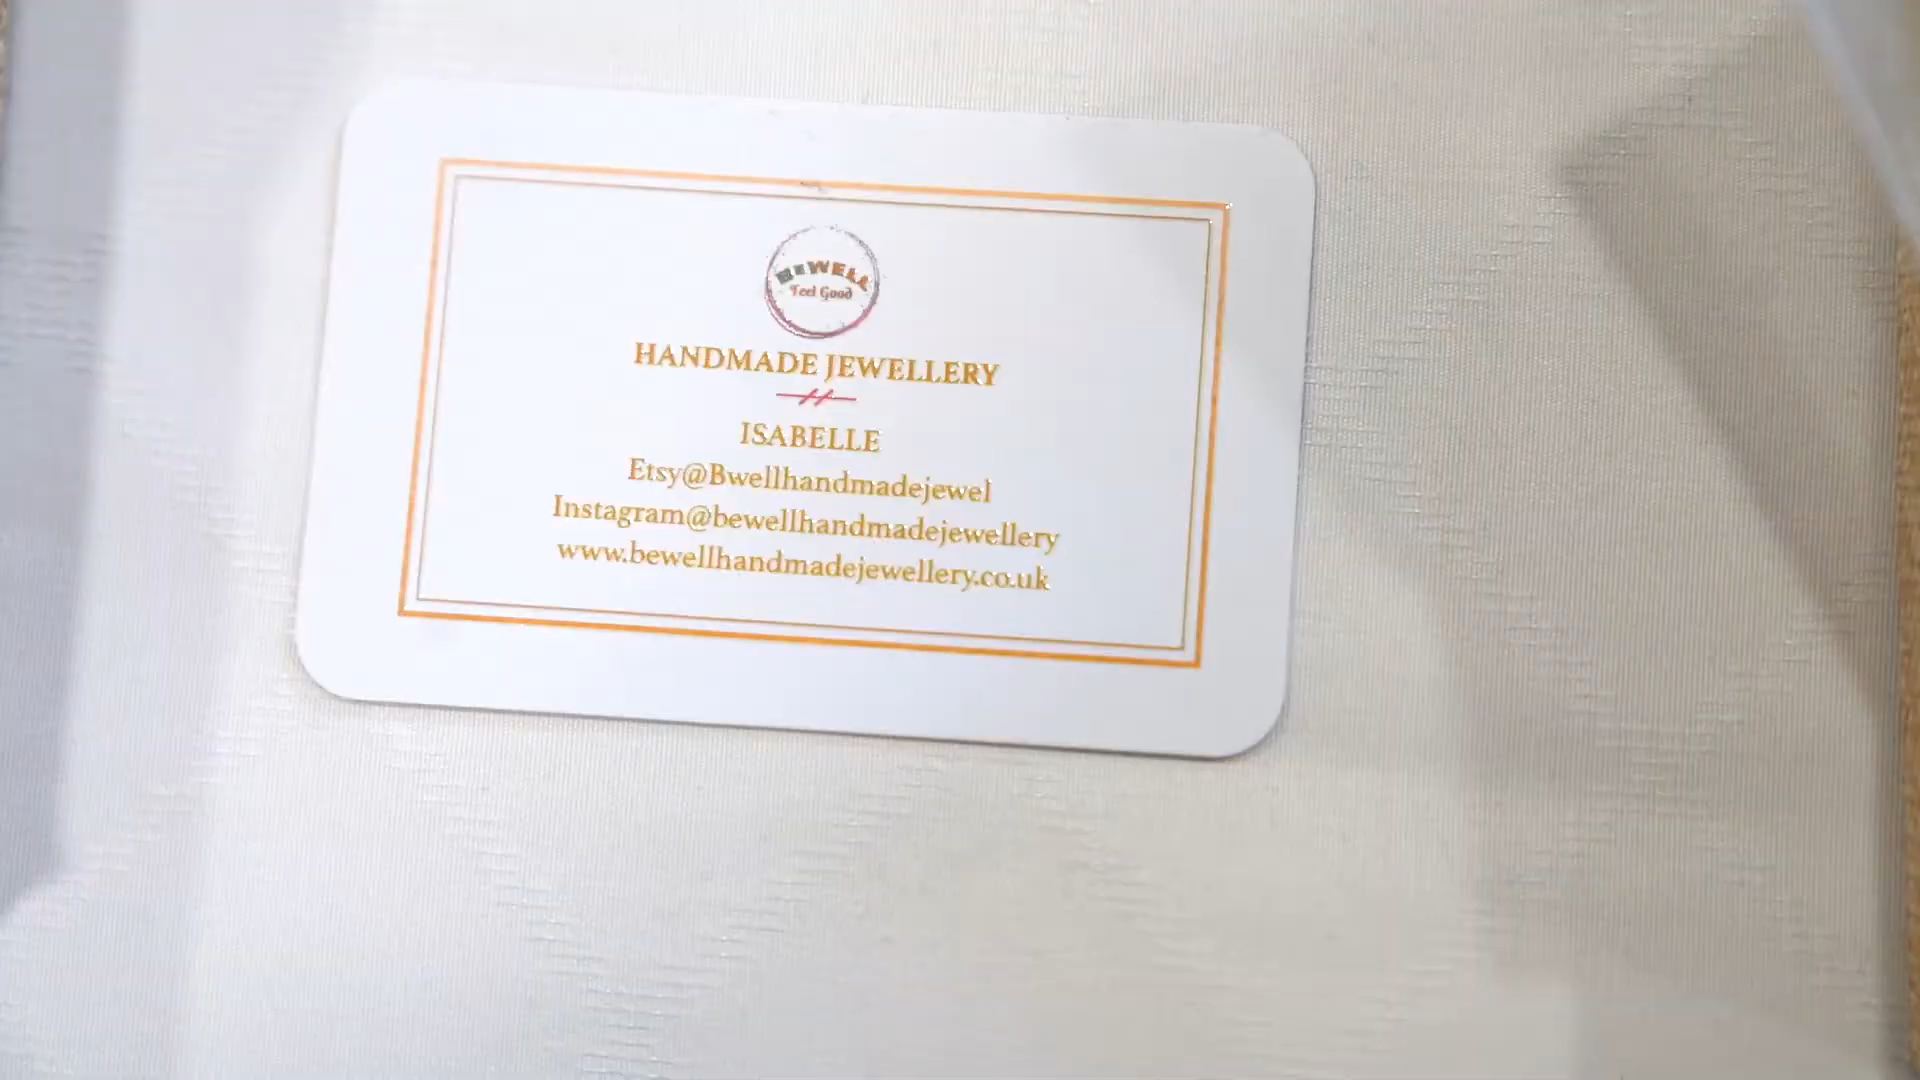 BEWELL
Feel Good
HANDMADE JEWELLERY
ISABELLE
Etsy@Bwellhandmadejewel
Instagram@bewellhandmadejewellery
www.bewellhandmadejewellery.co.uk